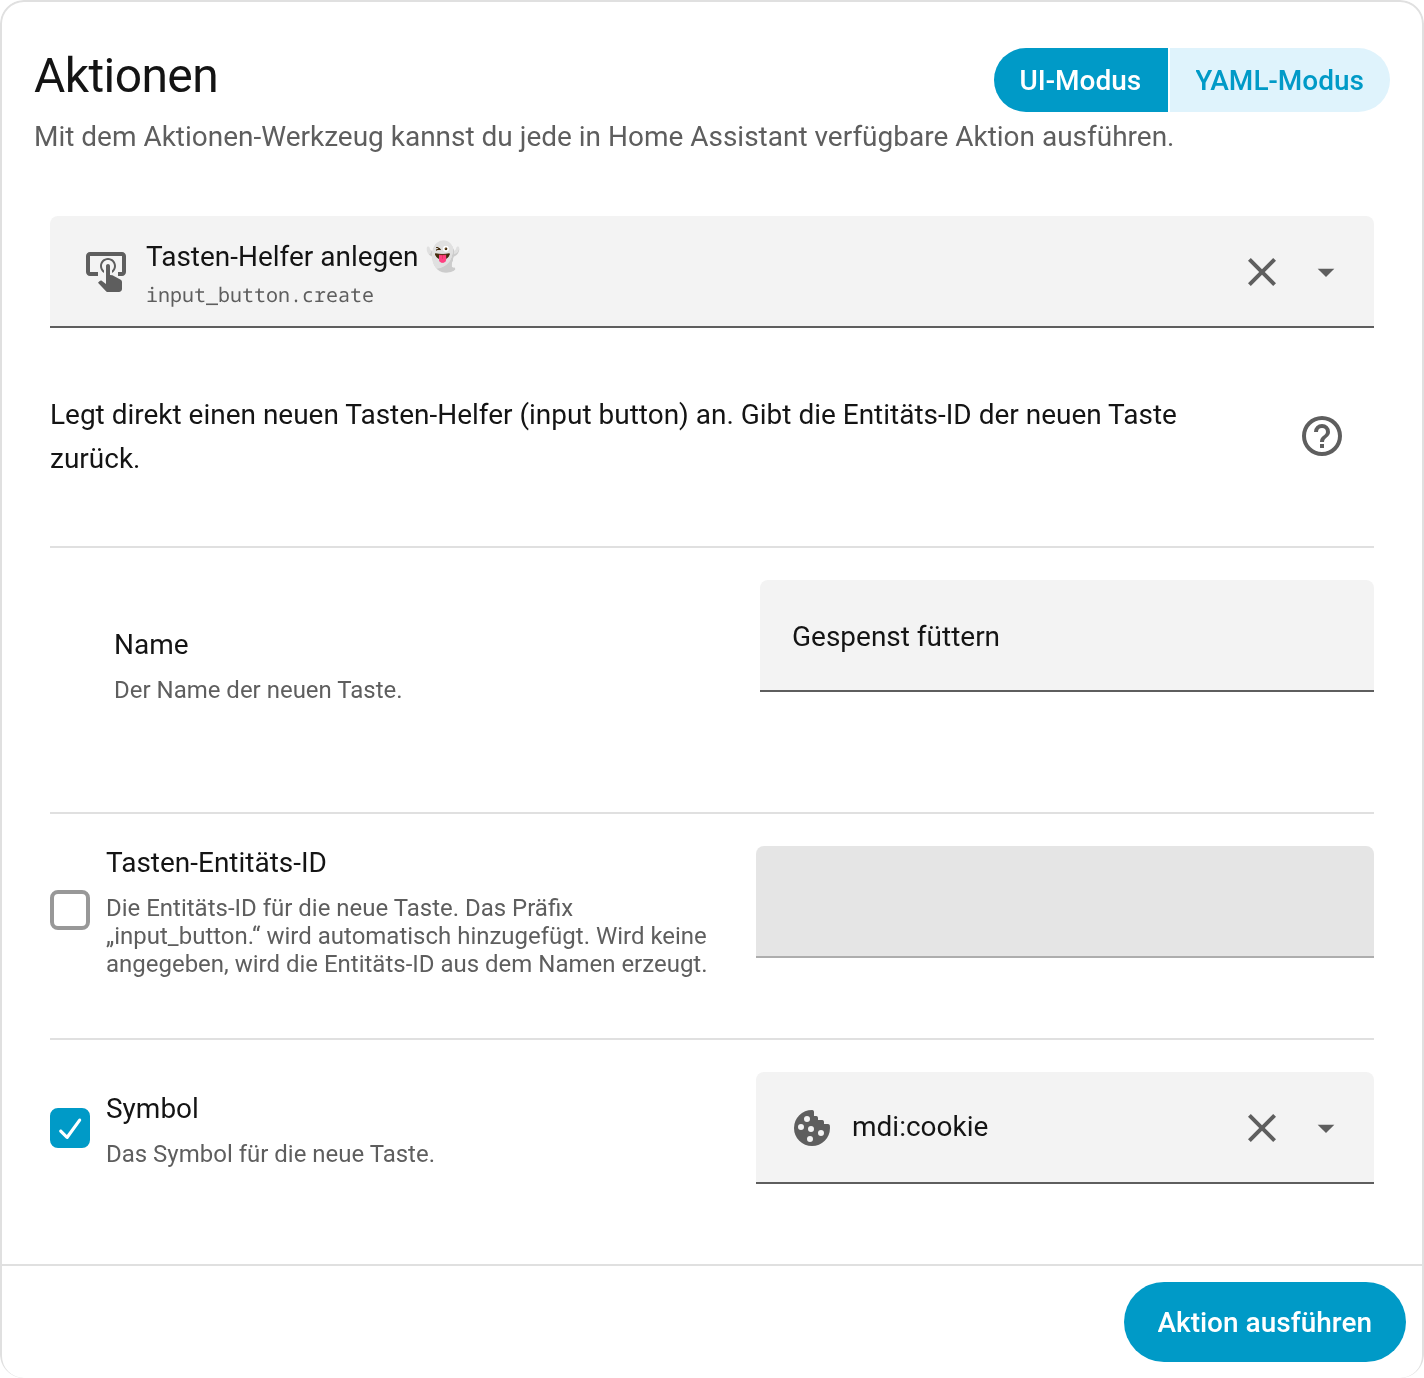 Aktionen
UI-Modus
YAML-Modus
Mit dem Aktionen-Werkzeug kannst du jede in Home Assistant verfügbare Aktion ausführen.
Tasten-Helfer anlegen 👻
input_button.create
Legt direkt einen neuen Tasten-Helfer (input button) an. Gibt die Entitäts-ID der neuen Taste
zurück.
Name
Der Name der neuen Taste.
Gespenst füttern
Tasten-Entitäts-ID
Die Entitäts-ID für die neue Taste. Das Präfix
„input_button.“ wird automatisch hinzugefügt. Wird keine
angegeben, wird die Entitäts-ID aus dem Namen erzeugt.
Symbol
Das Symbol für die neue Taste.
mdi:cookie
Aktion ausführen